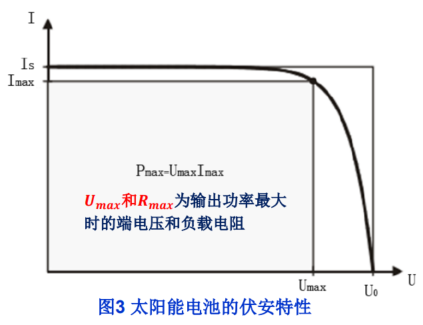 I
Is
Imax
Pmax=UmaxImax
Umax和Rmax为输出功率最大
时的端电压和负载电阻
Umax
U0
U
图3 太阳能电池的伏安特性